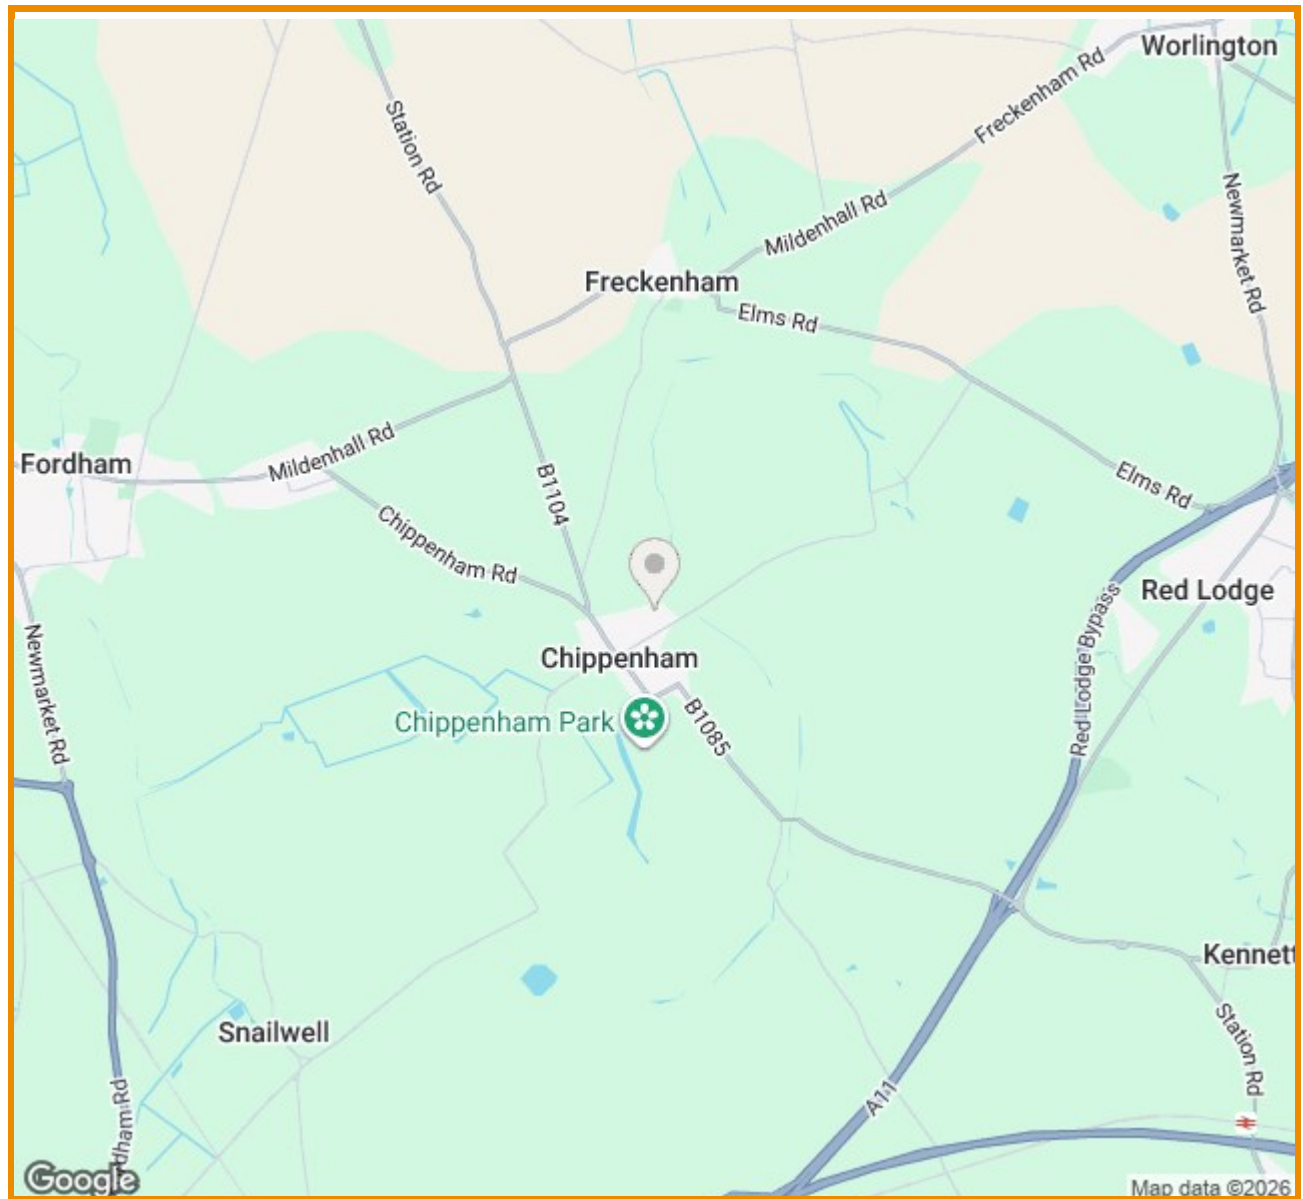 Worlington
Freckenham Rd
Station Rd
Mildenhall Rd
Newmarket Rd
Freckenham
Elms Rd
Mildenhall Rd
Fordham
B1104
Elms Rd
Chippenham Rd
Red Lodge
Newmarket Rd
Chippenham
Red Lodge Bypass
Chippenham Park
B1085
Kennett
Snailwell
Station Rd
A11
dham Rd
Google
Map data ©2026